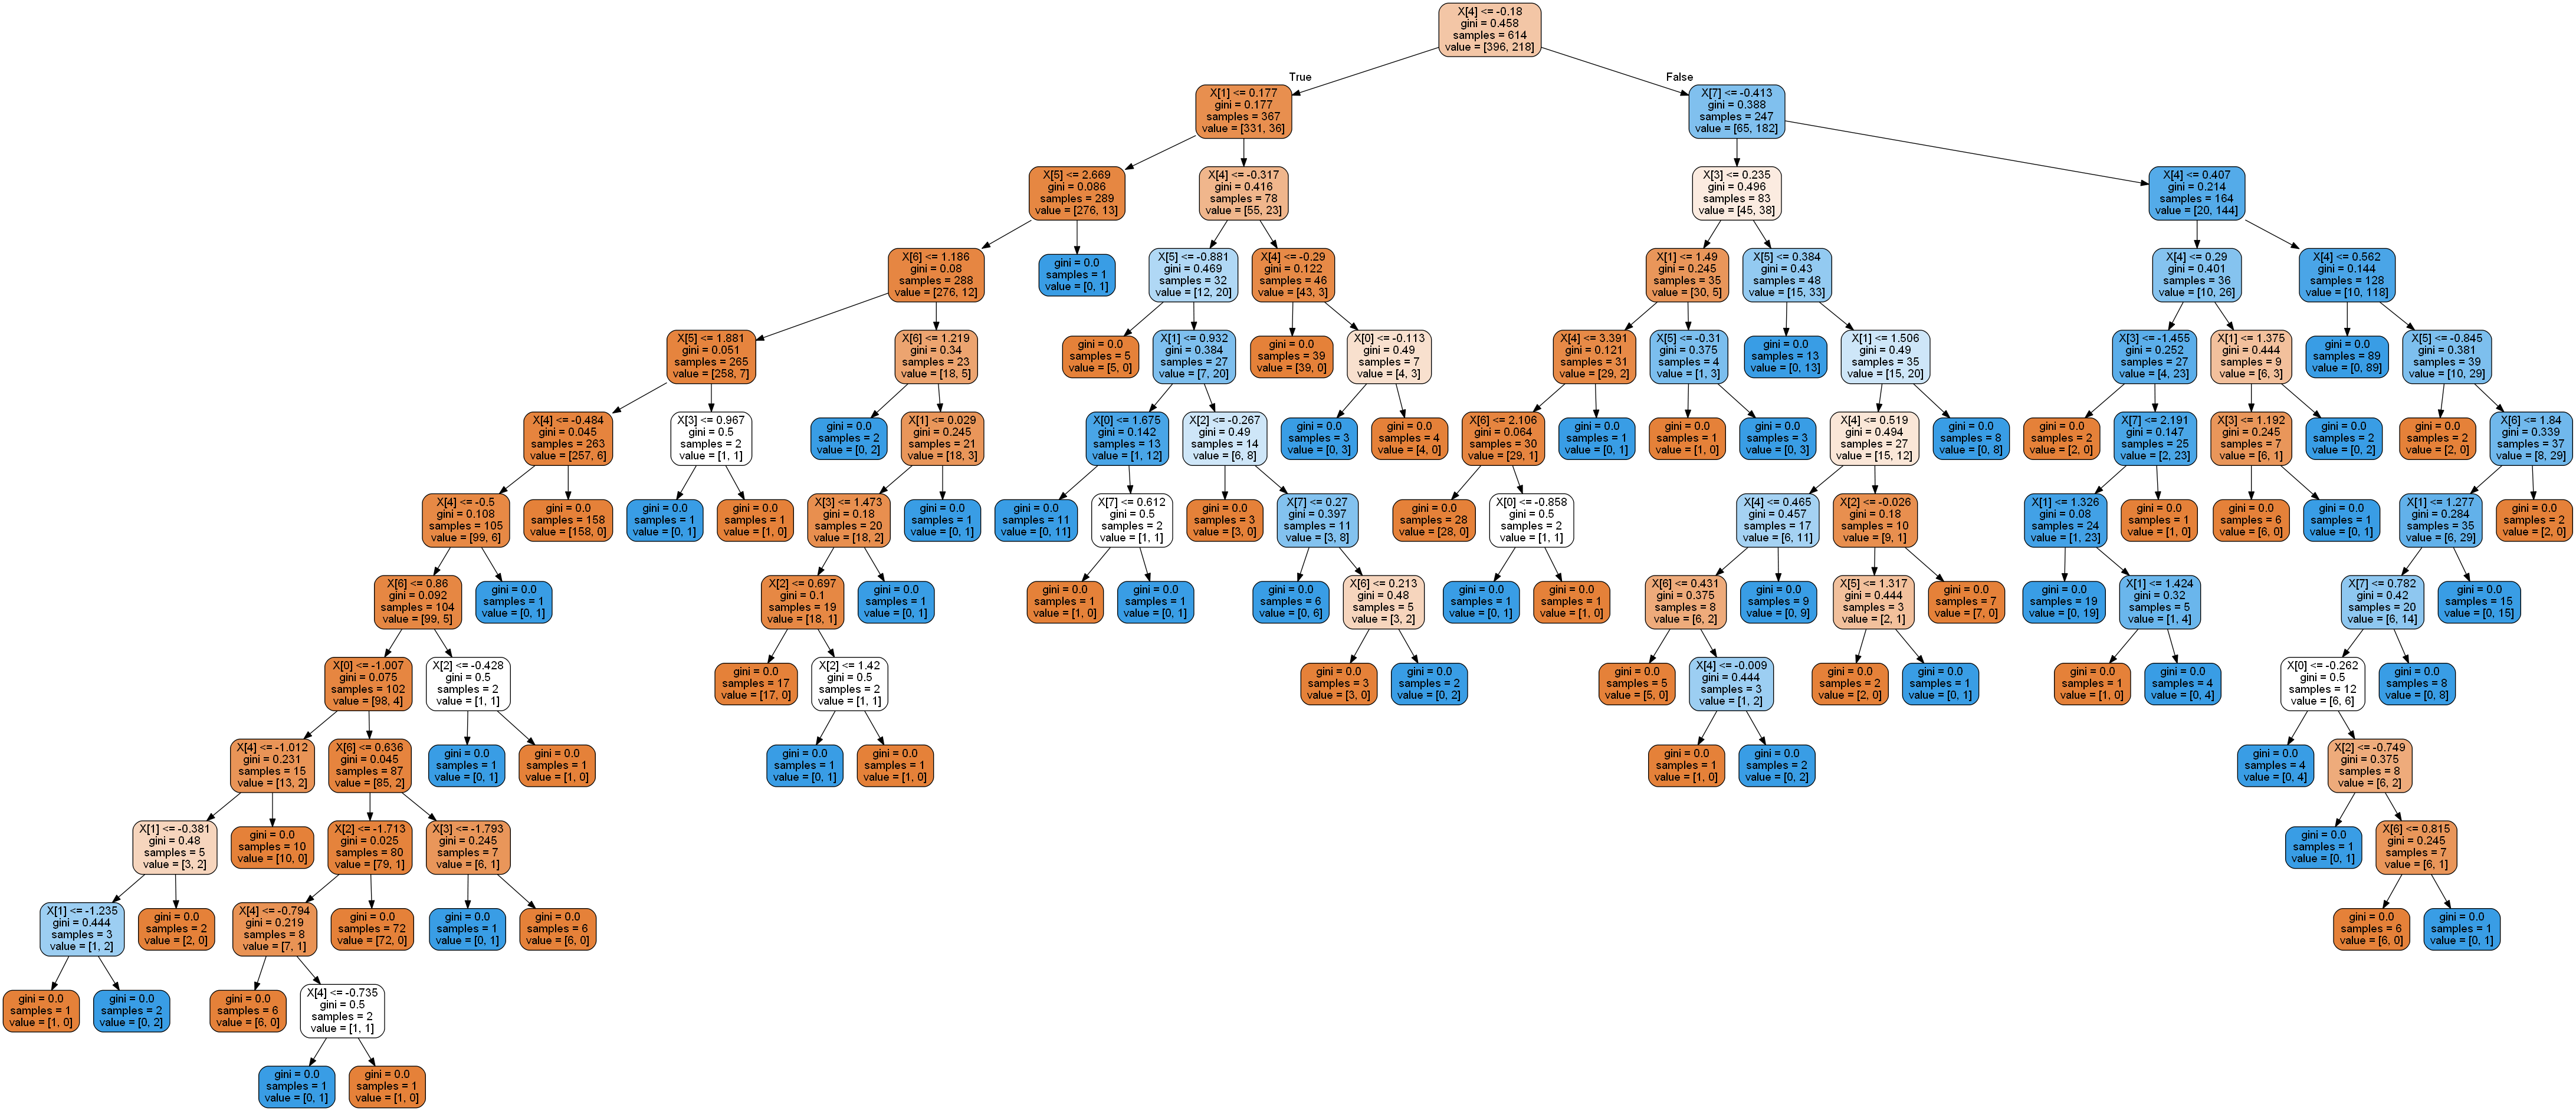 X[4] <= -0.18
gini = 0.458
samples = 614
value = [396, 218]
True
False
X[1] <= 0.177
gini = 0.177
samples = 367
value = [331, 36]
X[7] <= -0.413
gini = 0.388
samples = 247
value = [65, 182]
X[5] <= 2.669
gini = 0.086
samples = 289
value = [276, 13]
X[4] <= -0.317
gini = 0.416
samples = 78
value = [55, 23]
X[3] <= 0.235
gini = 0.496
samples = 83
value = [45, 38]
X[4] <= 0.407
gini = 0.214
samples = 164
value = [20, 144]
X[6] <= 1.186
gini = 0.08
samples = 288
value = [276, 12]
gini = 0.0
samples = 1
value = [0, 1]
X[5] <= -0.881
gini = 0.469
samples = 32
value = [12, 20]
X[4] <= -0.29
gini = 0.122
samples = 46
value = [43, 3]
X[1] <= 1.49
gini = 0.245
samples = 35
value = [30, 5]
X[5] <= 0.384
gini = 0.43
samples = 48
value = [15, 33]
X[4] <= 0.29
gini = 0.401
samples = 36
value = [10, 26]
X[4] <= 0.562
gini = 0.144
samples = 128
value = [10, 118]
X[5] <= 1.881
gini = 0.051
samples = 265
value = [258, 7]
X[6] <= 1.219
gini = 0.34
samples = 23
value = [18, 5]
gini = 0.0
samples = 5
value = [5, 0]
X[1] <= 0.932
gini = 0.384
samples = 27
value = [7, 20]
gini = 0.0
samples = 39
value = [39, 0]
X[0] <= -0.113
gini = 0.49
samples = 7
value = [4, 3]
X[4] <= 3.391
gini = 0.121
samples = 31
value = [29, 2]
X[5] <= -0.31
gini = 0.375
samples = 4
value = [1, 3]
gini = 0.0
samples = 13
value = [0, 13]
X[1] <= 1.506
gini = 0.49
samples = 35
value = [15, 20]
X[3] <= -1.455
gini = 0.252
samples = 27
value = [4, 23]
X[1] <= 1.375
gini = 0.444
samples = 9
value = [6, 3]
gini = 0.0
samples = 89
value = [0, 89]
X[5] <= -0.845
gini = 0.381
samples = 39
value = [10, 29]
X[4] <= -0.484
gini = 0.045
samples = 263
value = [257, 6]
X[3] <= 0.967
gini = 0.5
samples = 2
value = [1, 1]
gini = 0.0
samples = 2
value = [0, 2]
X[1] <= 0.029
gini = 0.245
samples = 21
value = [18, 3]
X[0] <= 1.675
gini = 0.142
samples = 13
value = [1, 12]
X[2] <= -0.267
gini = 0.49
samples = 14
value = [6, 8]
gini = 0.0
samples = 3
value = [0, 3]
gini = 0.0
samples = 4
value = [4, 0]
X[6] <= 2.106
gini = 0.064
samples = 30
value = [29, 1]
gini = 0.0
samples = 1
value = [0, 1]
gini = 0.0
samples = 1
value = [1, 0]
gini = 0.0
samples = 3
value = [0, 3]
X[4] <= 0.519
gini = 0.494
samples = 27
value = [15, 12]
gini = 0.0
samples = 8
value = [0, 8]
gini = 0.0
samples = 2
value = [2, 0]
X[7] <= 2.191
gini = 0.147
samples = 25
value = [2, 23]
X[3] <= 1.192
gini = 0.245
samples = 7
value = [6, 1]
gini = 0.0
samples = 2
value = [0, 2]
gini = 0.0
samples = 2
value = [2, 0]
X[6] <= 1.84
gini = 0.339
samples = 37
value = [8, 29]
X[4] <= -0.5
gini = 0.108
samples = 105
value = [99, 6]
gini = 0.0
samples = 158
value = [158, 0]
gini = 0.0
samples = 1
value = [0, 1]
gini = 0.0
samples = 1
value = [1, 0]
X[3] <= 1.473
gini = 0.18
samples = 20
value = [18, 2]
gini = 0.0
samples = 1
value = [0, 1]
gini = 0.0
samples = 11
value = [0, 11]
X[7] <= 0.612
gini = 0.5
samples = 2
value = [1, 1]
gini = 0.0
samples = 3
value = [3, 0]
X[7] <= 0.27
gini = 0.397
samples = 11
value = [3, 8]
gini = 0.0
samples = 28
value = [28, 0]
X[0] <= -0.858
gini = 0.5
samples = 2
value = [1, 1]
X[4] <= 0.465
gini = 0.457
samples = 17
value = [6, 11]
X[2] <= -0.026
gini = 0.18
samples = 10
value = [9, 1]
X[1] <= 1.326
gini = 0.08
samples = 24
value = [1, 23]
gini = 0.0
samples = 1
value = [1, 0]
gini = 0.0
samples = 6
value = [6, 0]
gini = 0.0
samples = 1
value = [0, 1]
X[1] <= 1.277
gini = 0.284
samples = 35
value = [6, 29]
gini = 0.0
samples = 2
value = [2, 0]
X[6] <= 0.86
gini = 0.092
samples = 104
value = [99, 5]
gini = 0.0
samples = 1
value = [0, 1]
X[2] <= 0.697
gini = 0.1
samples = 19
value = [18, 1]
gini = 0.0
samples = 1
value = [0, 1]
gini = 0.0
samples = 1
value = [1, 0]
gini = 0.0
samples = 1
value = [0, 1]
gini = 0.0
samples = 6
value = [0, 6]
X[6] <= 0.213
gini = 0.48
samples = 5
value = [3, 2]
gini = 0.0
samples = 1
value = [0, 1]
gini = 0.0
samples = 1
value = [1, 0]
X[6] <= 0.431
gini = 0.375
samples = 8
value = [6, 2]
gini = 0.0
samples = 9
value = [0, 9]
X[5] <= 1.317
gini = 0.444
samples = 3
value = [2, 1]
gini = 0.0
samples = 7
value = [7, 0]
gini = 0.0
samples = 19
value = [0, 19]
X[1] <= 1.424
gini = 0.32
samples = 5
value = [1, 4]
X[7] <= 0.782
gini = 0.42
samples = 20
value = [6, 14]
gini = 0.0
samples = 15
value = [0, 15]
X[0] <= -1.007
gini = 0.075
samples = 102
value = [98, 4]
X[2] <= -0.428
gini = 0.5
samples = 2
value = [1, 1]
gini = 0.0
samples = 17
value = [17, 0]
X[2] <= 1.42
gini = 0.5
samples = 2
value = [1, 1]
gini = 0.0
samples = 3
value = [3, 0]
gini = 0.0
samples = 2
value = [0, 2]
gini = 0.0
samples = 5
value = [5, 0]
X[4] <= -0.009
gini = 0.444
samples = 3
value = [1, 2]
gini = 0.0
samples = 2
value = [2, 0]
gini = 0.0
samples = 1
value = [0, 1]
gini = 0.0
samples = 1
value = [1, 0]
gini = 0.0
samples = 4
value = [0, 4]
X[0] <= -0.262
gini = 0.5
samples = 12
value = [6, 6]
gini = 0.0
samples = 8
value = [0, 8]
X[4] <= -1.012
gini = 0.231
samples = 15
value = [13, 2]
X[6] <= 0.636
gini = 0.045
samples = 87
value = [85, 2]
gini = 0.0
samples = 1
value = [0, 1]
gini = 0.0
samples = 1
value = [1, 0]
gini = 0.0
samples = 1
value = [0, 1]
gini = 0.0
samples = 1
value = [1, 0]
gini = 0.0
samples = 1
value = [1, 0]
gini = 0.0
samples = 2
value = [0, 2]
gini = 0.0
samples = 4
value = [0, 4]
X[2] <= -0.749
gini = 0.375
samples = 8
value = [6, 2]
X[1] <= -0.381
gini = 0.48
samples = 5
value = [3, 2]
gini = 0.0
samples = 10
value = [10, 0]
X[2] <= -1.713
gini = 0.025
samples = 80
value = [79, 1]
X[3] <= -1.793
gini = 0.245
samples = 7
value = [6, 1]
gini = 0.0
samples = 1
value = [0, 1]
X[6] <= 0.815
gini = 0.245
samples = 7
value = [6, 1]
X[1] <= -1.235
gini = 0.444
samples = 3
value = [1, 2]
gini = 0.0
samples = 2
value = [2, 0]
X[4] <= -0.794
gini = 0.219
samples = 8
value = [7, 1]
gini = 0.0
samples = 72
value = [72, 0]
gini = 0.0
samples = 1
value = [0, 1]
gini = 0.0
samples = 6
value = [6, 0]
gini = 0.0
samples = 6
value = [6, 0]
gini = 0.0
samples = 1
value = [0, 1]
gini = 0.0
samples = 1
value = [1, 0]
gini = 0.0
samples = 2
value = [0, 2]
gini = 0.0
samples = 6
value = [6, 0]
X[4] <= -0.735
gini = 0.5
samples = 2
value = [1, 1]
gini = 0.0
samples = 1
value = [0, 1]
gini = 0.0
samples = 1
value = [1, 0]